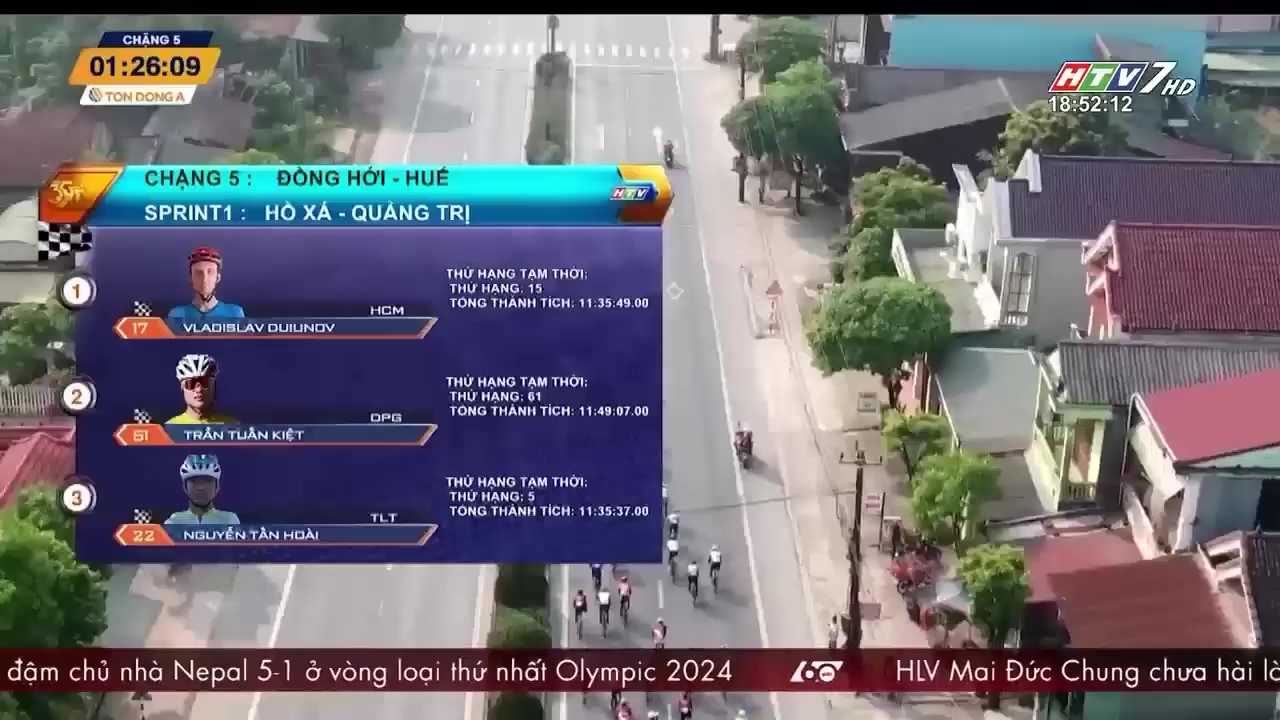 CHẶNG 5
01:26:09
TON DONG A
HTV7 HD
18:52:12
CHẶNG 5 : ĐỒNG HỚI - HUẾ
SPRINT1 : HỒ XÁ - QUẢNG TRỊ
HTV
1
HCM
17 VLADISLAV DUIUNOV
THỨ HẠNG TẠM THỜI:
THỨ HẠNG. 15
TỔNG THÀNH TÍCH: 11:35:49.00
2
DPG
61 TRẦN TUẤN KIỆT
THỨ HẠNG TẠM THỜI:
THỨ HẠNG: 61
TỔNG THÀNH TÍCH: 11:49:07.00
3
TLT
22 NGUYỄN TẤN HOÀI
THỨ HẠNG TẠM THỜI:
THỨ HẠNG: 5
TỔNG THÀNH TÍCH: 11:35:37.00
đậm chủ nhà Nepal 5-1 ở vòng loại thứ nhất Olympic 2024 60 HLV Mai Đức Chung chưa hài